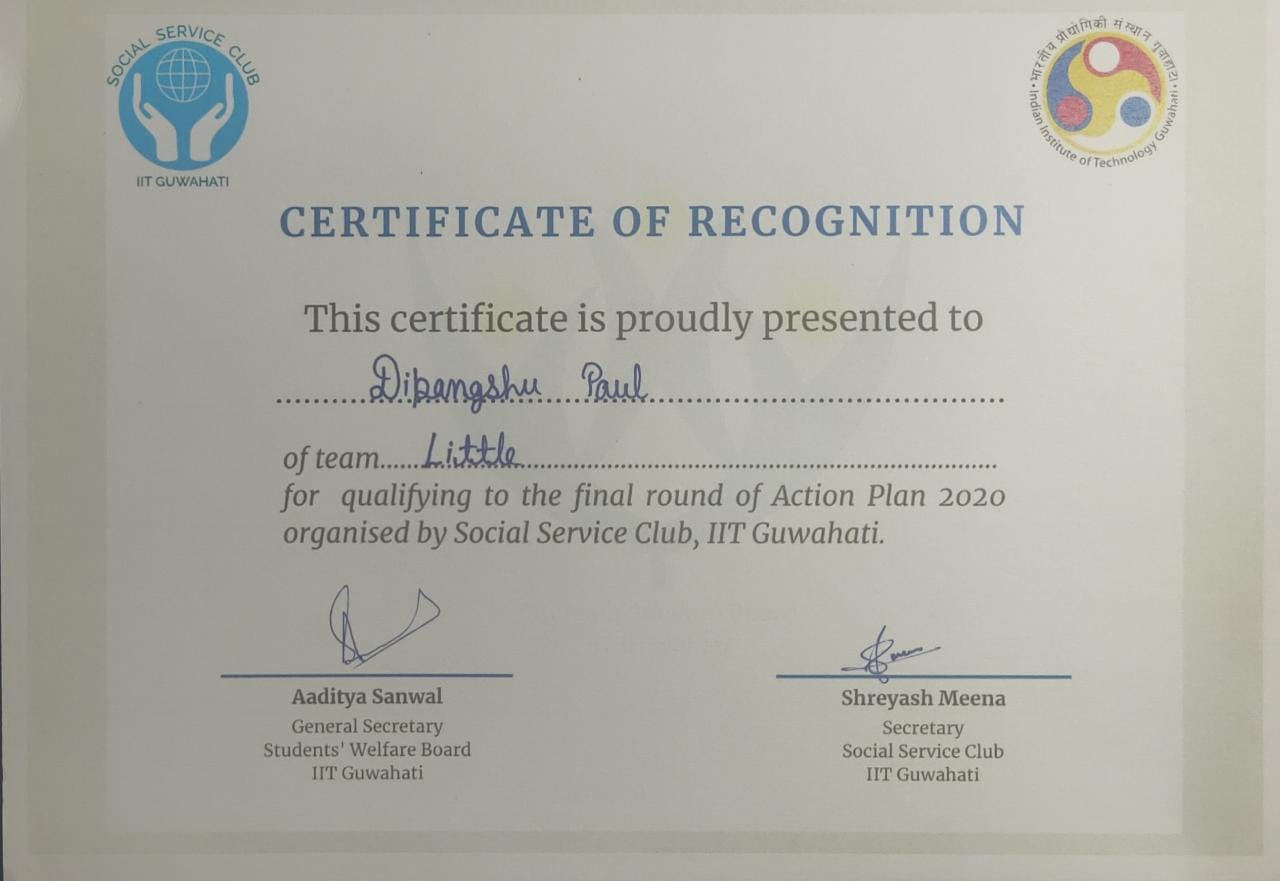 SOCIAL SERVICE CLUB
IIT GUWAHATI
भारतीय प्रौद्योगिकी संस्थान गुवाहाटी
Indian Institute of Technology Guwahati
CERTIFICATE OF RECOGNITION
This certificate is proudly presented to
Dipangshu Paul
of team......Little
for qualifying to the final round of Action Plan 2020
organised by Social Service Club, IIT Guwahati.
Aaditya Sanwal
General Secretary
Students' Welfare Board
IIT Guwahati
Shreyash Meena
Secretary
Social Service Club
IIT Guwahati